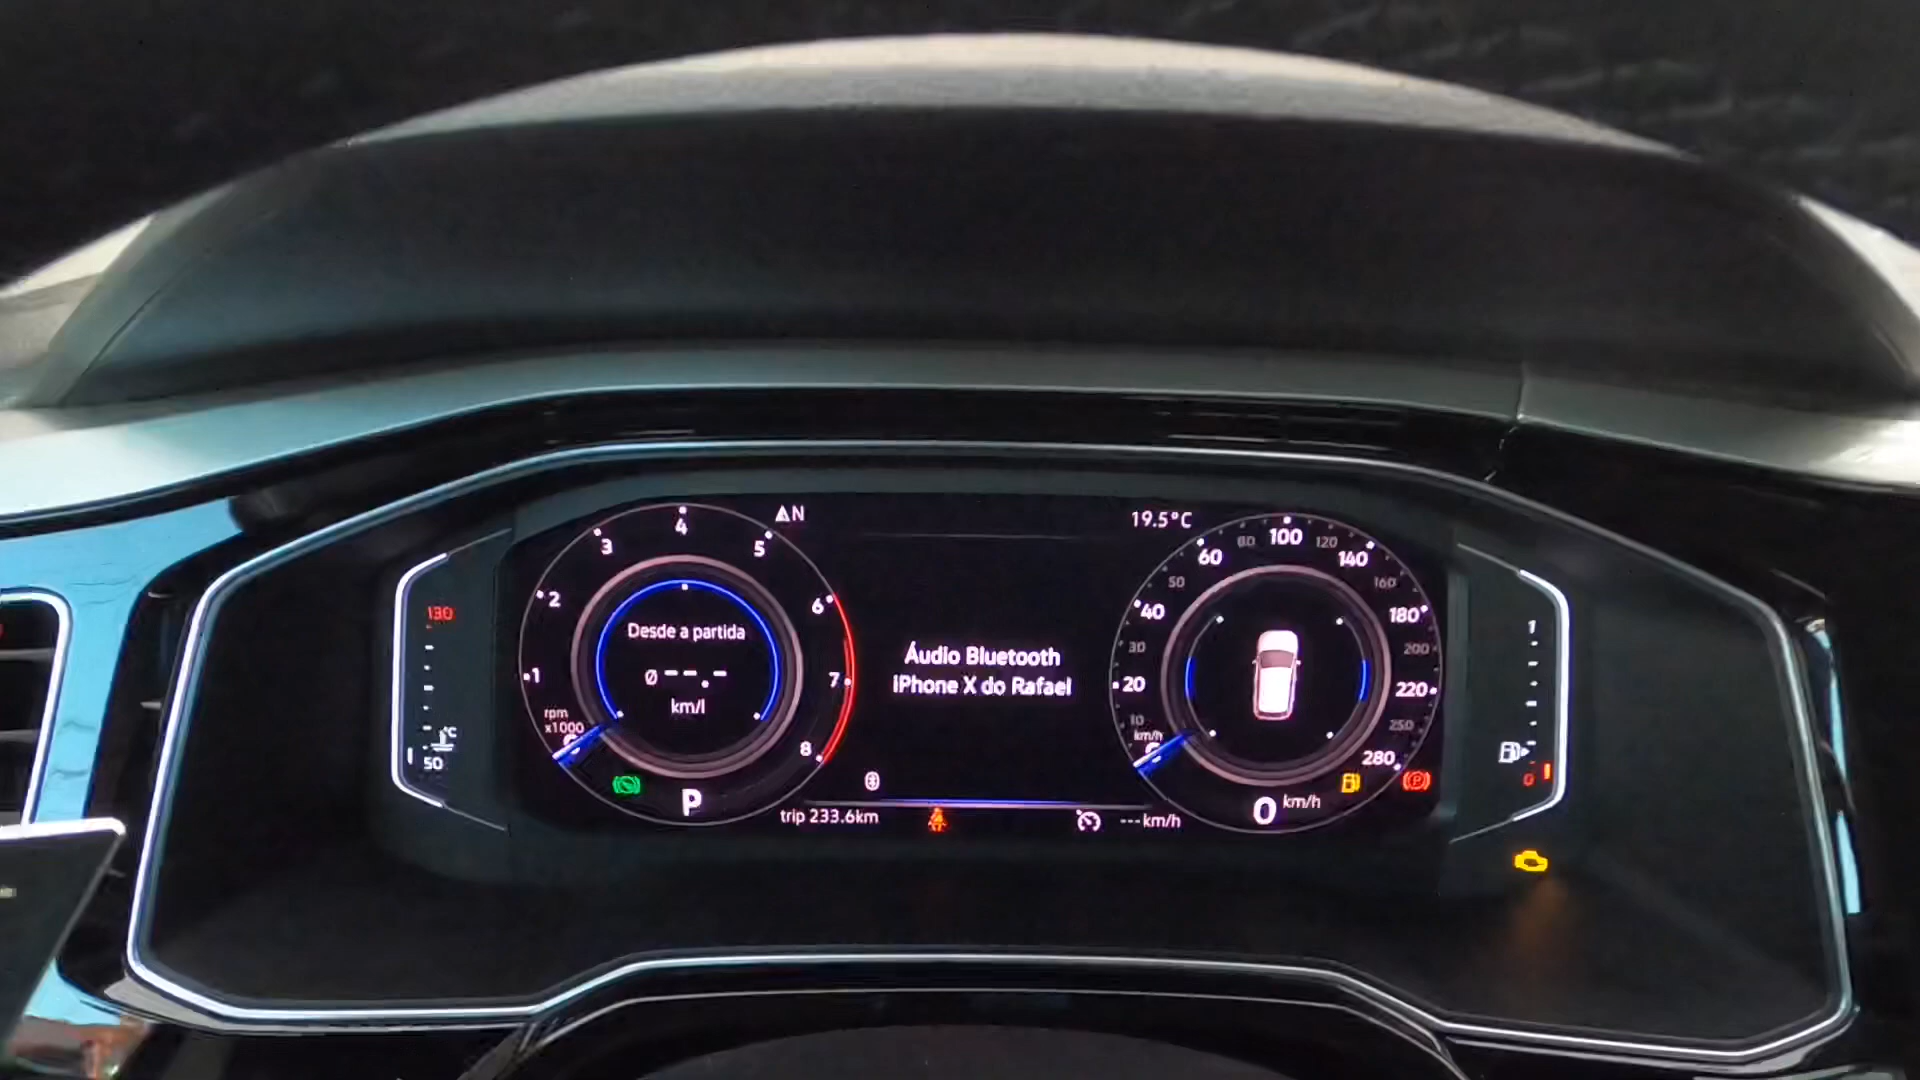 130
50
°C
1
2
3
4
5
6
7
8
rpm
x1000
N
Desde a partida
Ø--.-
km/l
P
Áudio Bluetooth
iPhone X do Rafael
trip 233.6km
--- km/h
19.5°C
10
20
30
40
50
60
80
100
120
140
160
180
200
220
250
280
km/h
0 km/h
P
1
0